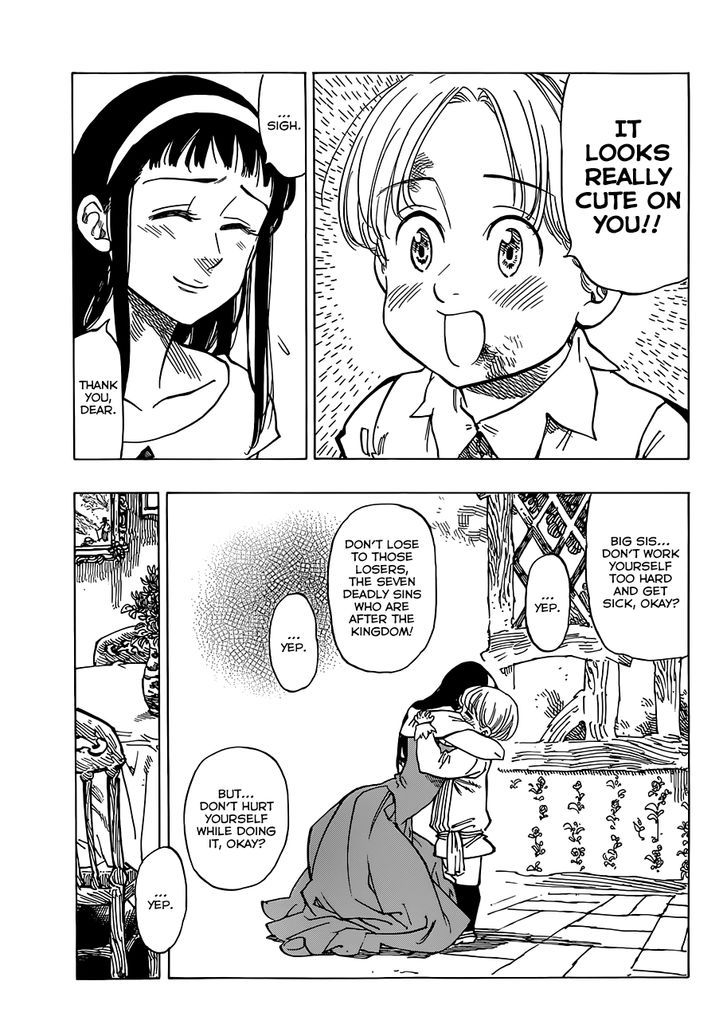 IT
LOOKS
REALLY
CUTE ON
YOU!!
...
SIGH.
THANK
YOU,
DEAR.
BIG SIS...
DON'T WORK
YOURSELF
TOO HARD
AND GET
SICK, OKAY?
...
YEP.
DON'T LOSE
TO THOSE
LOSERS,
THE SEVEN
DEADLY SINS
WHO ARE
AFTER THE
KINGDOM!
...
YEP.
BUT...
DON'T HURT
YOURSELF
WHILE DOING
IT, OKAY?
...
YEP.